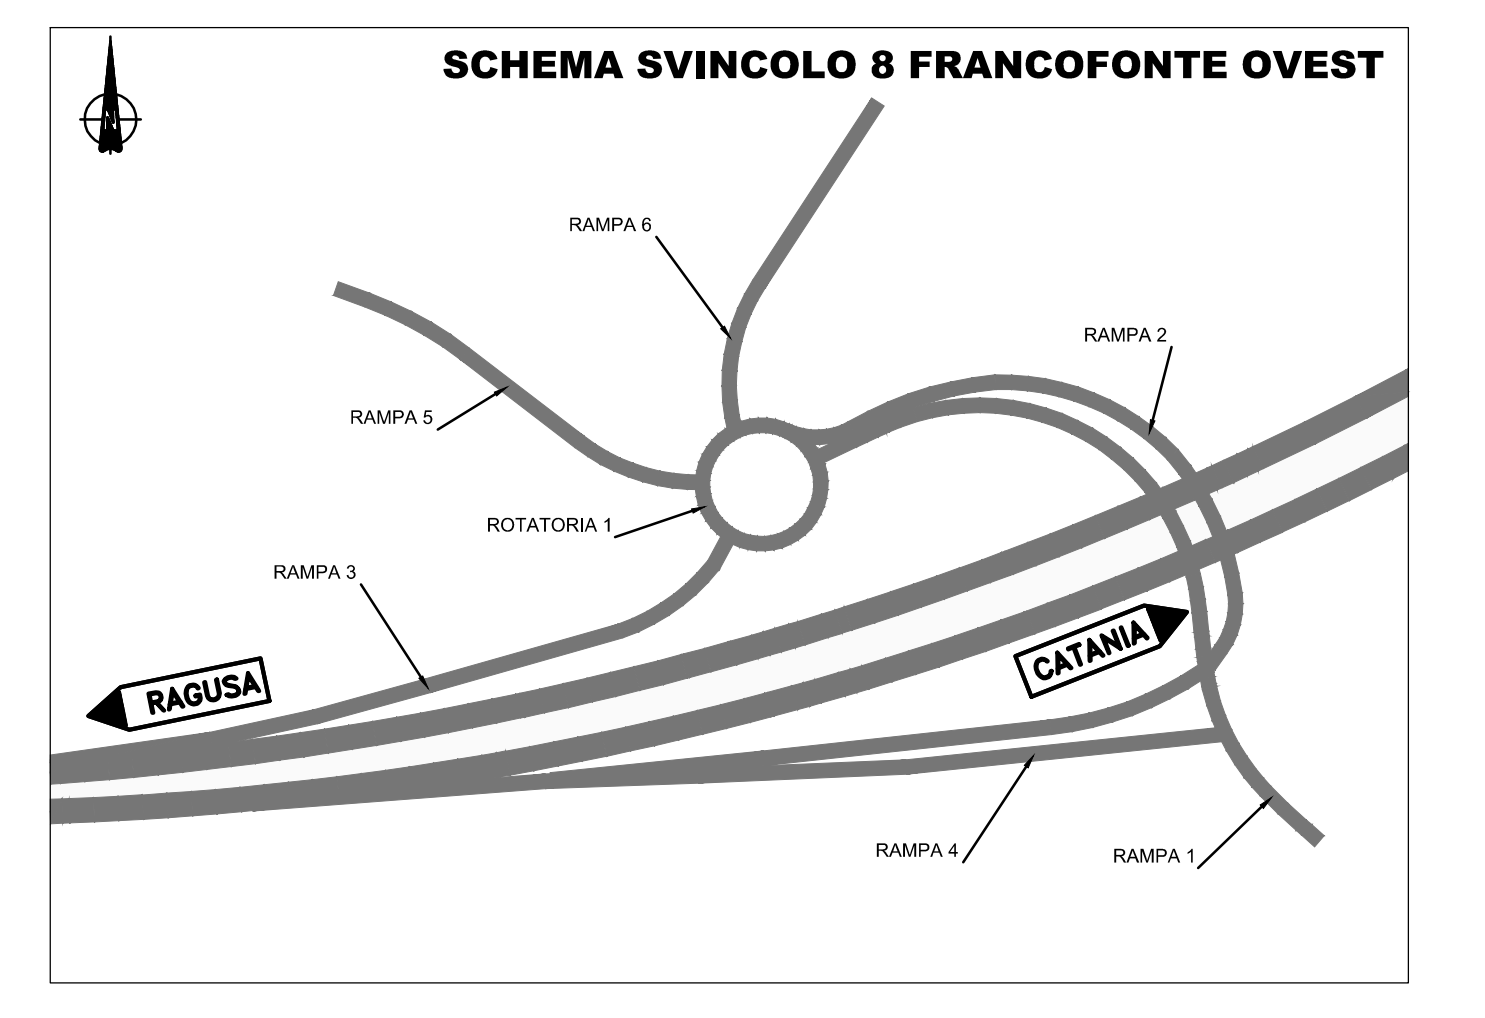 SCHEMA SVINCOLO 8 FRANCOFONTE OVEST
N
RAMPA 6
RAMPA 2
RAMPA 5
ROTATORIA 1
RAMPA 3
CATANIA
RAGUSA
RAMPA 4
RAMPA 1